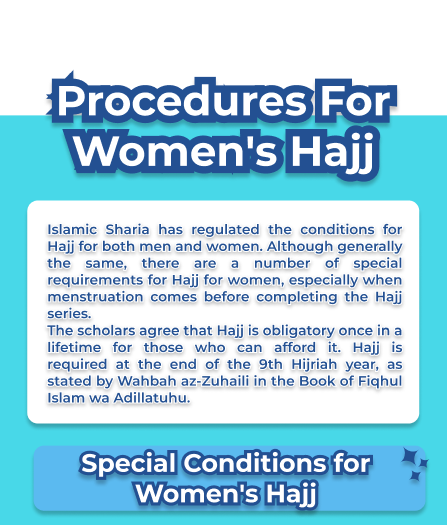 Procedures For
Women's Hajj
Islamic Sharia has regulated the conditions for
Hajj for both men and women. Although generally
the same, there are a number of special
requirements for Hajj for women, especially when
menstruation comes before completing the Hajj
series.
The scholars agree that Hajj is obligatory once in a
lifetime for those who can afford it. Hajj is
required at the end of the 9th Hijriah year, as
stated by Wahbah az-Zuhaili in the Book of Fiqhul
Islam wa Adillatuhu.
Special Conditions for
Women's Hajj